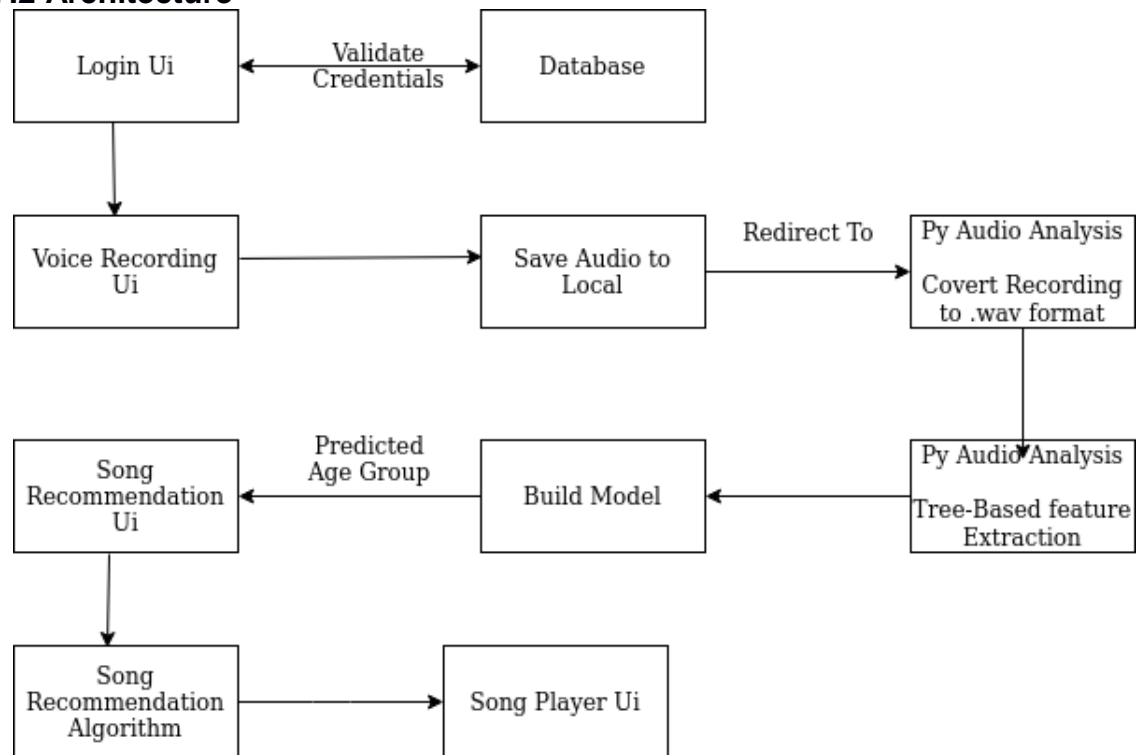 Login Ui
Validate
Credentials
Database
Voice Recording
Ui
Save Audio to
Local
Redirect To
Py Audio Analysis
Covert Recording
to .wav format
Song
Recommendation
Ui
Predicted
Age Group
Build Model
Py Audio Analysis
Tree-Based feature
Extraction
Song
Recommendation
Algorithm
Song Player Ui